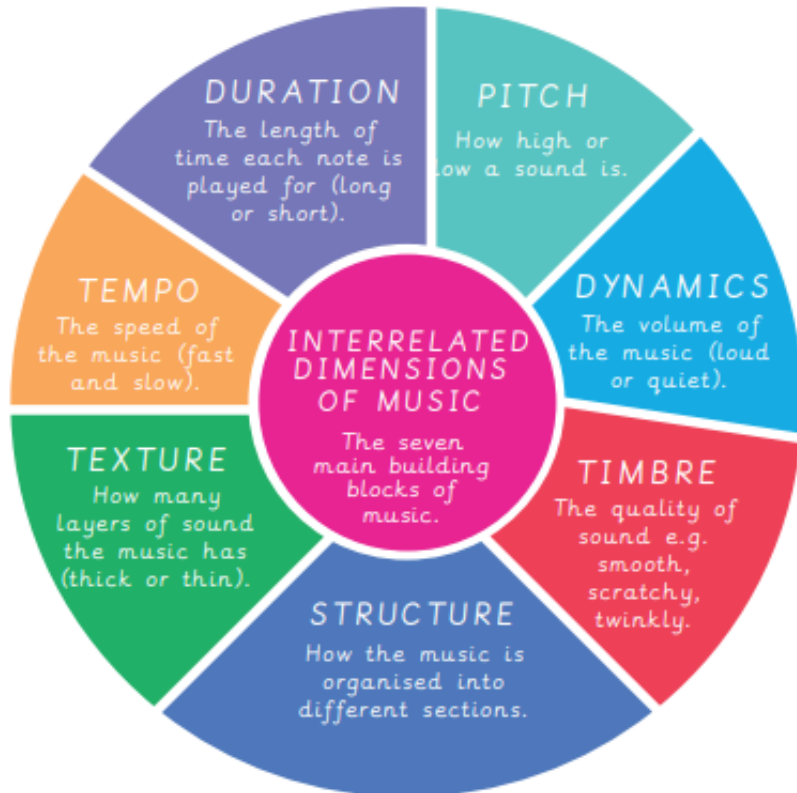 DURATION
The length of
time each note is
played for (long
or short).
PITCH
How high or
low a sound is.
DYNAMICS
The volume of
the music (loud
or quiet).
TIMBRE
The quality of
sound e.g.
smooth,
scratchy,
twinkly.
STRUCTURE
How the music is
organised into
different sections.
TEXTURE
How many
layers of sound
the music has
(thick or thin).
TEMPO
The speed of
the music (fast
and slow).
INTERRELATED
DIMENSIONS
OF MUSIC
The seven
main building
blocks of
music.